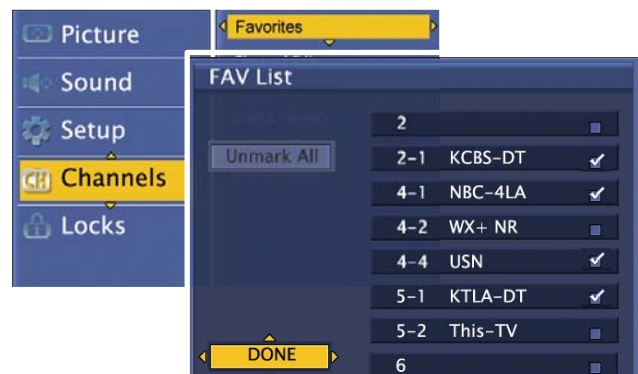 Picture
Sound
Setup
CH Channels
Locks
Favorites
FAV List
Unmark All
DONE
2
2-1 KCBS-DT
4-1 NBC-4LA
4-2 WX+ NR
4-4 USN
5-1 KTLA-DT
5-2 This-TV
6